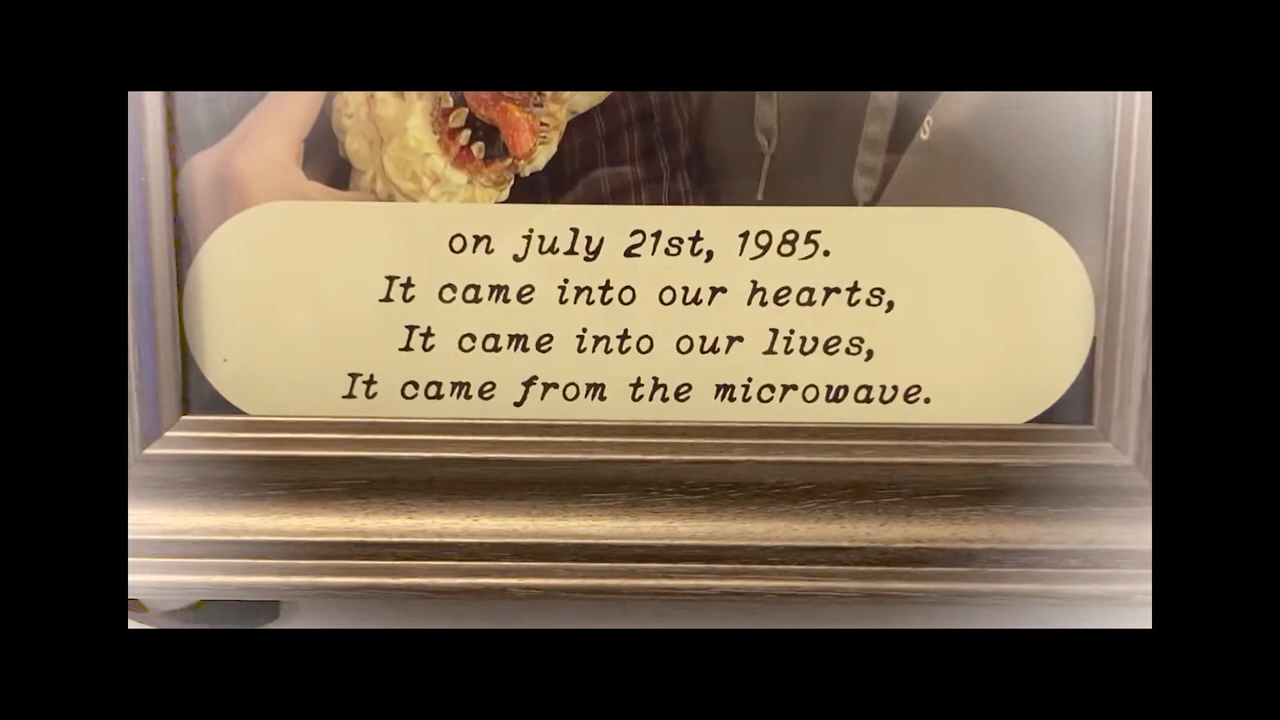 S
on july 21st, 1985.
It came into our hearts,
It came into our lives,
It came from the microwave.